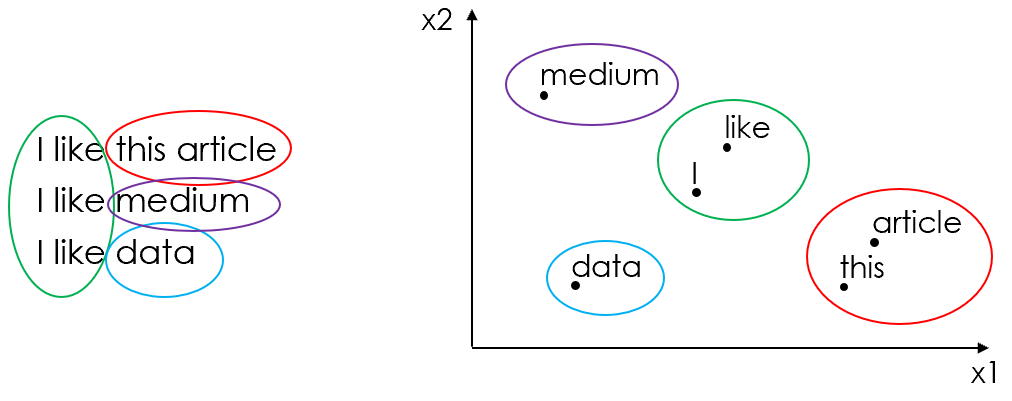 I like this article
I like medium
I like data
x2
medium
like
I
article
this
data
x1